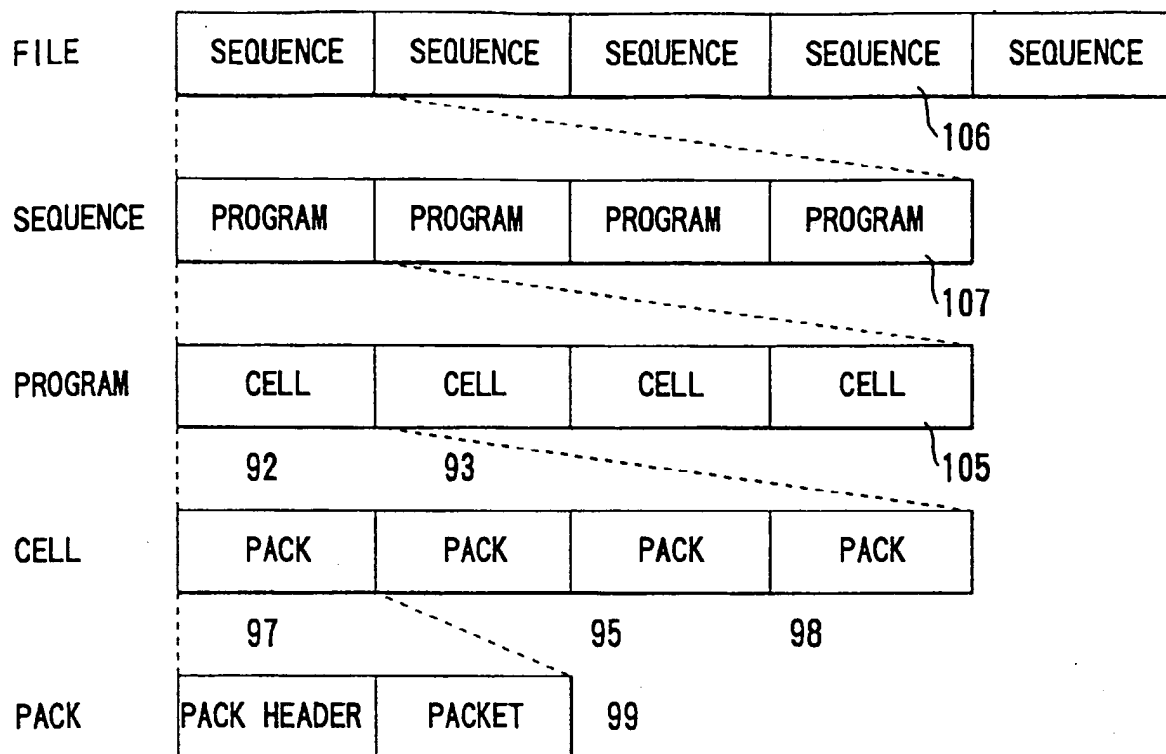 FILE SEQUENCE SEQUENCE SEQUENCE SEQUENCE SEQUENCE
106
SEQUENCE PROGRAM PROGRAM PROGRAM PROGRAM
107
PROGRAM CELL CELL CELL CELL
92 93 105
CELL PACK PACK PACK PACK
97 95 98
PACK PACK HEADER PACKET 99